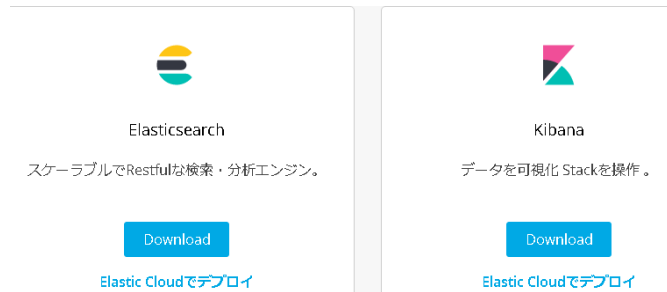 Elasticsearch
スケーラブルでRestfulな検索・分析エンジン。
Download
Elastic Cloudでデプロイ
Kibana
データを可視化 Stackを操作 。
Download
Elastic Cloudでデプロイ